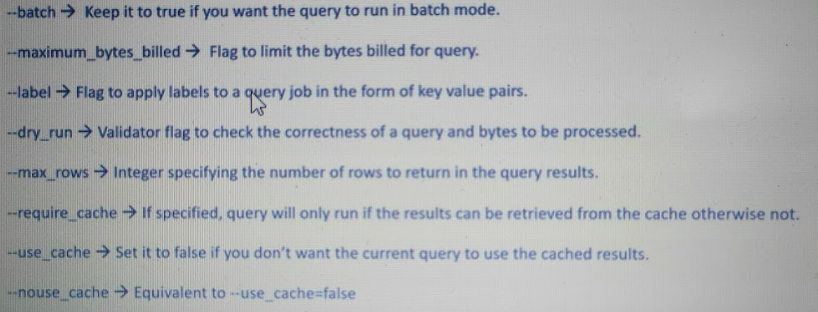 --batch → Keep it to true if you want the query to run in batch mode.
--maximum_bytes_billed → Flag to limit the bytes billed for query.
--label → Flag to apply labels to a query job in the form of key value pairs.
--dry_run → Validator flag to check the correctness of a query and bytes to be processed.
--max_rows → Integer specifying the number of rows to return in the query results.
--require_cache → If specified, query will only run if the results can be retrieved from the cache otherwise not.
--use_cache → Set it to false if you don't want the current query to use the cached results.
--nouse_cache → Equivalent to --use_cache=false